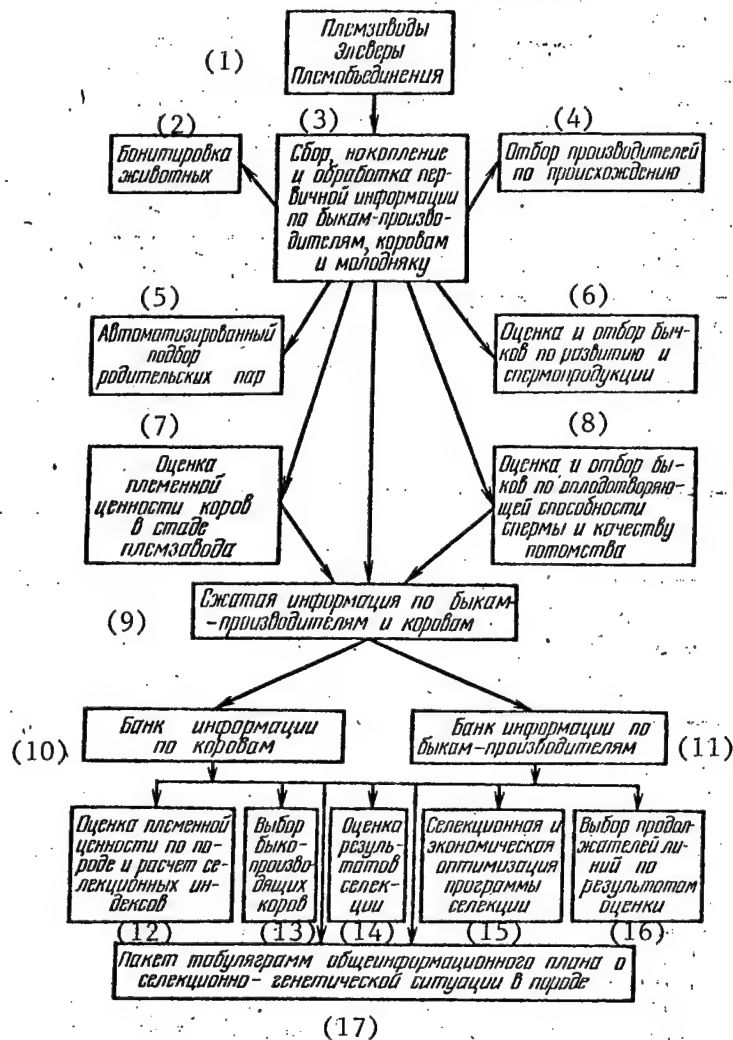 Племзаводы
Элеверы
Племобъединения
(1)
(2)
(3)
(4)
Бонитировка
животных
Сбор, накопление
и обработка пер-
вичной информации
по быкам-произво-
дителям, коровам
и молодняку
Отбор производителей
по происхождению
(5)
(6)
Автоматизированный
подбор
родительских пар
Оценка и отбор быч-
ков по развитию и
спермопродукции
(7)
(8)
Оценка
племенной
ценности коров
в стаде
племзавода
Оценка и отбор бы-
ков по оплодотворяю-
щей способности
спермы и качеству
потомства
(9)
Сжатая информация по быкам-
-производителям и коровам
(10)
Банк информации
по коровам
Банк информации по
быкам-производителям
(11)
Оценка племенной
ценности по по-
роде и расчет се-
лекционных ин-
дексов
Выбор
быко-
произво-
дящих
коров
Оценка
резуль-
татов
селек-
ции
Селекционная и
экономическая
оптимизация
программы
селекции
Выбор продол-
жателей ли-
ний по
результатам
оценки
(12)
(13)
(14)
(15)
(16)
Пакет табуляграмм общеинформационного плана о
селекционно-генетической ситуации в породе
(17)